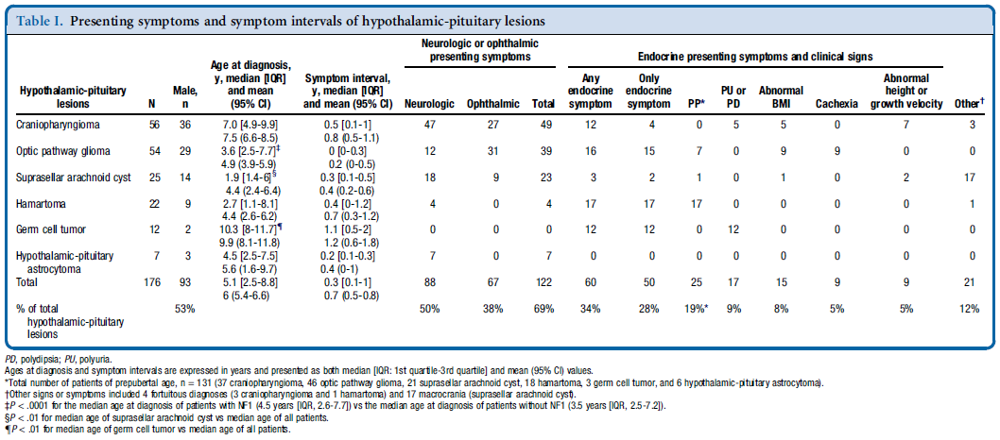 Table I. Presenting symptoms and symptom intervals of hypothalamic-pituitary lesions
Neurologic or ophthalmic presenting symptoms Endocrine presenting symptoms and clinical signs
Hypothalamic-pituitary lesions N Male, n Age at diagnosis, y, median [IQR] and mean (95% CI) Symptom interval, y, median [IQR] and mean (95% CI) Neurologic Ophthalmic Total Any endocrine symptom Only endocrine symptom PP* PU or PD Abnormal BMI Cachexia Abnormal height or growth velocity Other†
Craniopharyngioma 56 36 7.0 [4.9-9.9] 0.5 [0.1-1] 47 27 49 12 4 0 5 5 0 7 3
7.5 (6.6-8.5) 0.8 (0.5-1.1)
Optic pathway glioma 54 29 3.6 [2.5-7.7]‡ 0 [0-0.3] 12 31 39 16 15 7 0 9 9 0 0
4.9 (3.9-5.9) 0.2 (0-0.5)
Suprasellar arachnoid cyst 25 14 1.9 [1.4-6]§ 0.3 [0.1-0.5] 18 9 23 3 2 1 0 1 0 2 17
4.4 (2.4-6.4) 0.4 (0.2-0.6)
Hamartoma 22 9 2.7 [1.1-8.1] 0.4 [0-1.2] 4 0 4 17 17 17 0 0 0 0 1
4.4 (2.6-6.2) 0.7 (0.3-1.2)
Germ cell tumor 12 2 10.3 [8-11.7]¶ 1.1 [0.5-2] 0 0 0 12 12 0 12 0 0 0 0
9.9 (8.1-11.8) 1.2 (0.6-1.8)
Hypothalamic-pituitary 7 3 4.5 [2.5-7.5] 0.2 [0.1-0.3] 7 0 7 0 0 0 0 0 0 0 0
astrocytoma 5.6 (1.6-9.7) 0.4 (0-1)
Total 176 93 5.1 [2.5-8.8] 0.3 [0.1-1] 88 67 122 60 50 25 17 15 9 9 21
6 (5.4-6.6) 0.7 (0.5-0.8)
% of total hypothalamic-pituitary lesions 53% 50% 38% 69% 34% 28% 19%* 9% 8% 5% 5% 12%
PD, polydipsia; PU, polyuria.
Ages at diagnosis and symptom intervals are expressed in years and presented as both median [IQR: 1st quartile-3rd quartile] and mean (95% CI) values.
*Total number of patients of prepubertal age, n = 131 (37 craniopharyngioma, 46 optic pathway glioma, 21 suprasellar arachnoid cyst, 18 hamartoma, 3 germ cell tumor, and 6 hypothalamic-pituitary astrocytoma).
†Other signs or symptoms included 4 fortuitous diagnoses (3 craniopharyngioma and 1 hamartoma) and 17 macrocrania (suprasellar arachnoid cyst).
‡P < .0001 for the median age at diagnosis of patients with NF1 (4.5 years [IQR, 2.6-7.7]) vs the median age at diagnosis of patients without NF1 (3.5 years [IQR, 2.5-7.2]).
§P < .01 for median age of suprasellar arachnoid cyst vs median age of all patients.
¶P < .01 for median age of germ cell tumor vs median age of all patients.